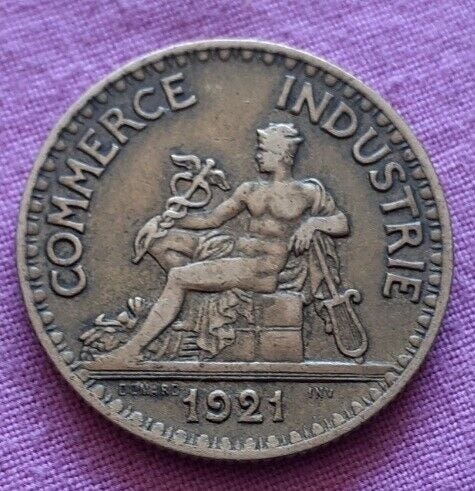 COMMERCE INDUSTRIE
DOMARD INV
1921